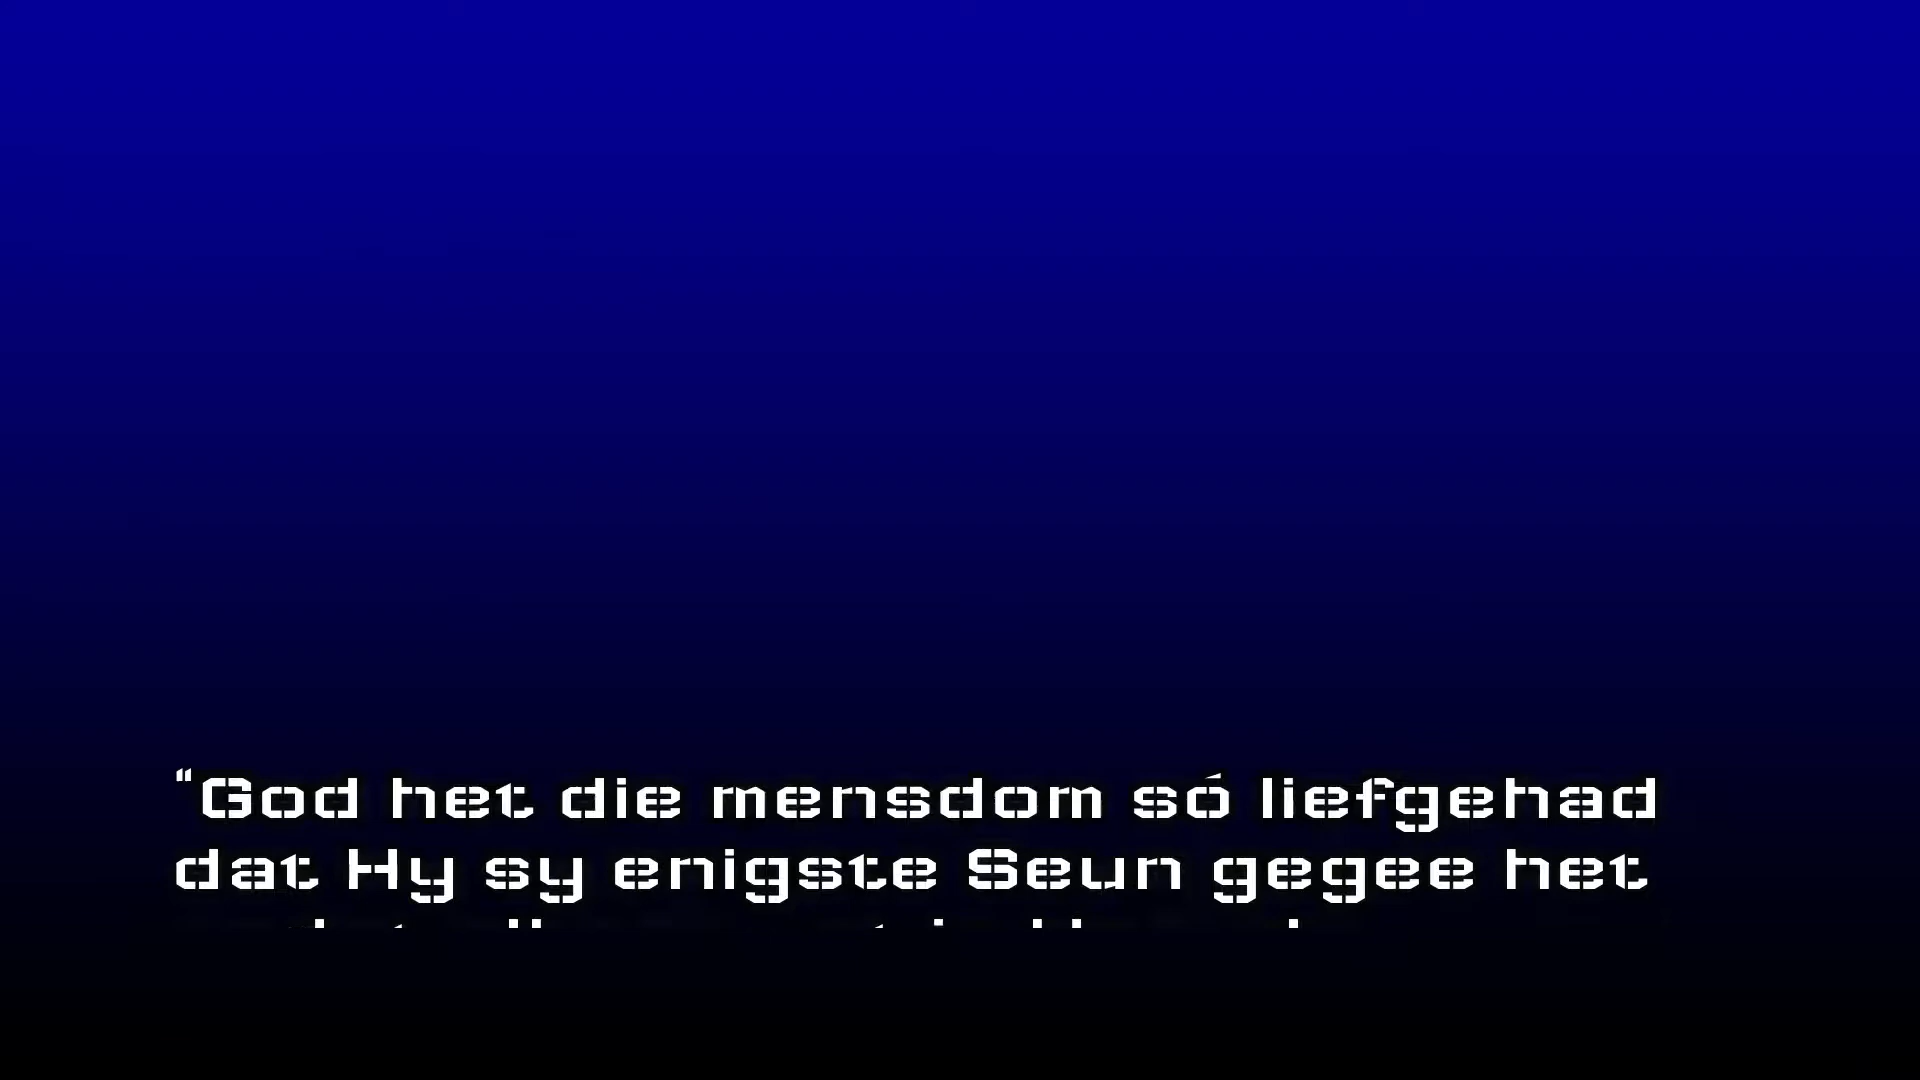 “God het die mensdom só liefgehad
dat Hy sy enigste Seun gegee het